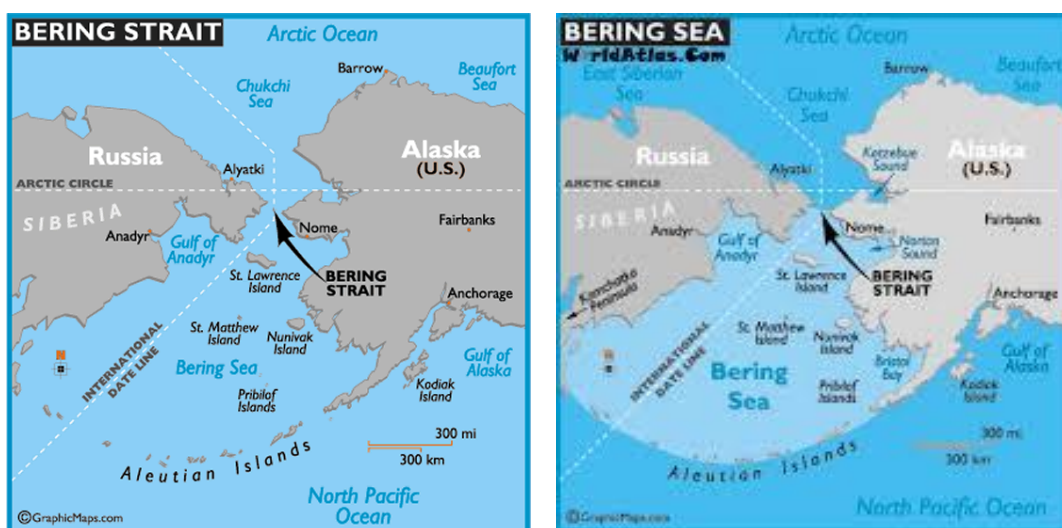 BERING STRAIT
Arctic Ocean
Barrow
Beaufort
Sea
Chukchi
Sea
Russia
Alaska
(U.S.)
Alyatki
ARCTIC CIRCLE
SIBERIA
Nome
Fairbanks
Anadyr
Gulf of
Anadyr
St. Lawrence
Island
BERING
STRAIT
Anchorage
INTERNATIONAL
DATE LINE
St. Matthew
Island
Nunivak
Island
Bering Sea
Gulf of
Alaska
Kodiak
Island
Pribilof
Islands
300 mi
300 km
Aleutian Islands
North Pacific
Ocean
©GraphicMaps.com
BERING SEA
WorldAtlas.Com
Arctic Ocean
East Siberian
Sea
Barrow
Beaufort
Sea
Chukchi
Sea
Russia
Kotzebue
Sound
Alaska
(U.S.)
Alyatki
ARCTIC CIRCLE
SIBERIA
Nome
Fairbanks
Anadyr
Gulf of
Anadyr
Norton
Sound
St. Lawrence
Island
BERING
STRAIT
Kamchatka
Peninsula
Anchorage
INTERNATIONAL
DATE LINE
St. Matthew
Island
Nunivak
Island
Bristol
Bay
Gulf of
Alaska
Bering
Sea
Pribilof
Islands
Kodiak
Island
300 mi
300 km
Aleutian Islands
North Pacific Ocean
©GraphicMaps.com